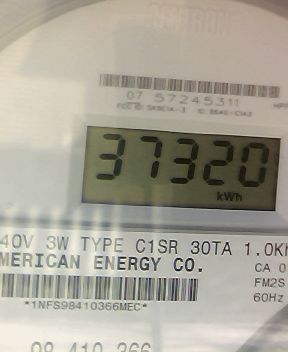 CENTRON
07 57245311
37320
kWh
40V 3W TYPE C1SR 30TA 1.0K
MERICAN ENERGY CO.
CA 0
FM2S
60Hz
*1NFS98410366MEC*
98 410 366